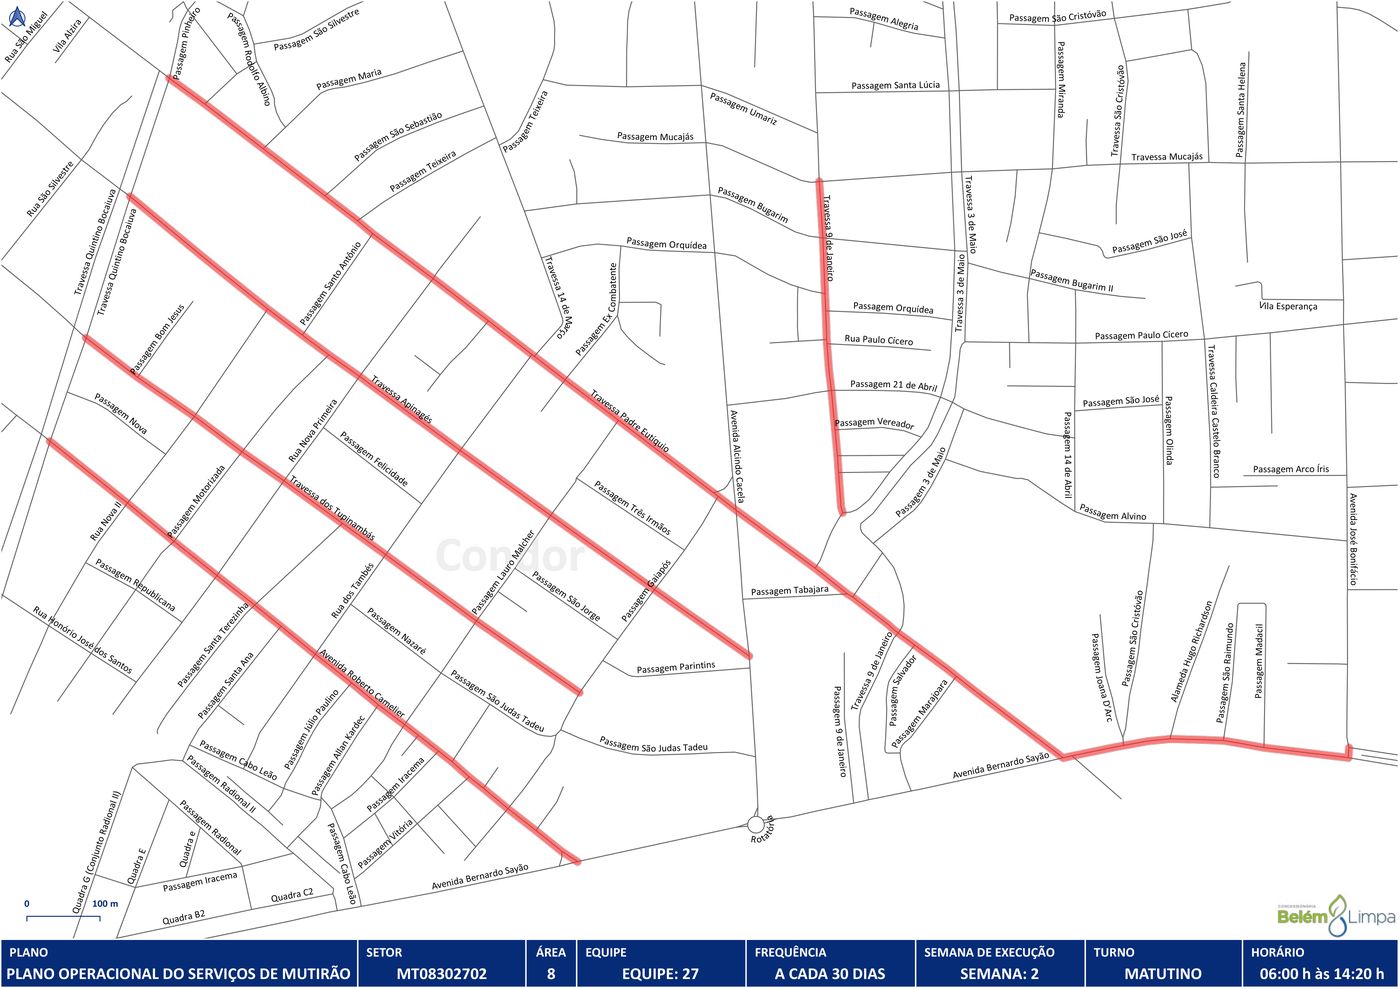 Rua São Miguel
Vila Alzira
Passagem Pinheiro
Passagem Rodolfo Albino
Passagem São Silvestre
Passagem Maria
Passagem São Sebastião
Passagem Teixeira
Passagem Teixeira
Passagem Alegria
Passagem São Cristóvão
Passagem Santa Lúcia
Passagem Miranda
Travessa São Cristóvão
Passagem Santa Helena
Passagem Umariz
Passagem Mucajás
Travessa Mucajás
Rua São Silvestre
Travessa Quintino Bocaiuva
Travessa Quintino Bocaiuva
Passagem Bugarim
Travessa 9 de Janeiro
Travessa 3 de Maio
Travessa 3 de Maio
Passagem São José
Passagem Orquídea
Passagem Santo Antônio
Travessa 14 de Março
Passagem Ex Combatente
Passagem Bugarim II
Vila Esperança
Passagem Bom Jesus
Passagem Orquídea
Rua Paulo Cícero
Passagem Paulo Cícero
Passagem Nova
Rua Nova Primeira
Travessa Apinagés
Travessa Padre Eutíquio
Passagem 21 de Abril
Passagem Vereador
Avenida Alcindo Cacela
Passagem São José
Passagem 14 de Abril
Passagem Olinda
Travessa Caldeira Castelo Branco
Passagem Arco Íris
Passagem Felicidade
Passagem Motorizada
Rua Nova II
Travessa dos Tupinambás
Passagem Três Irmãos
Passagem 3 de Maio
Passagem Alvino
Avenida José Bonifácio
Condor
Passagem Lauro Malcher
Passagem São Jorge
Passagem Gaiapós
Passagem Tabajara
Passagem Republicana
Rua Honório José dos Santos
Rua dos Tambés
Passagem Santa Terezinha
Passagem Nazaré
Passagem Parintins
Passagem Santa Ana
Avenida Roberto Camelier
Passagem São Judas Tadeu
Passagem São Judas Tadeu
Passagem 9 de Janeiro
Travessa 9 de Janeiro
Passagem Salvador
Passagem Marajoara
Passagem Joana D'Arc
Passagem São Cristóvão
Alameda Hugo Richardson
Passagem São Raimundo
Passagem Madacil
Passagem Júlio Paulino
Passagem Allan Kardec
Passagem Cabo Leão
Passagem Radional II
Passagem Iracema
Passagem Vitória
Passagem Cabo Leão
Avenida Bernardo Sayão
Avenida Bernardo Sayão
Rotatória
Quadra G (Conjunto Radional II)
Passagem Radional
Quadra E
Quadra e
Passagem Iracema
Quadra C2
Quadra B2
0 100 m
CONCESSIONÁRIA
Belém Limpa
PLANO
PLANO OPERACIONAL DO SERVIÇOS DE MUTIRÃO
SETOR
MT08302702
ÁREA
8
EQUIPE
EQUIPE: 27
FREQUÊNCIA
A CADA 30 DIAS
SEMANA DE EXECUÇÃO
SEMANA: 2
TURNO
MATUTINO
HORÁRIO
06:00 h às 14:20 h